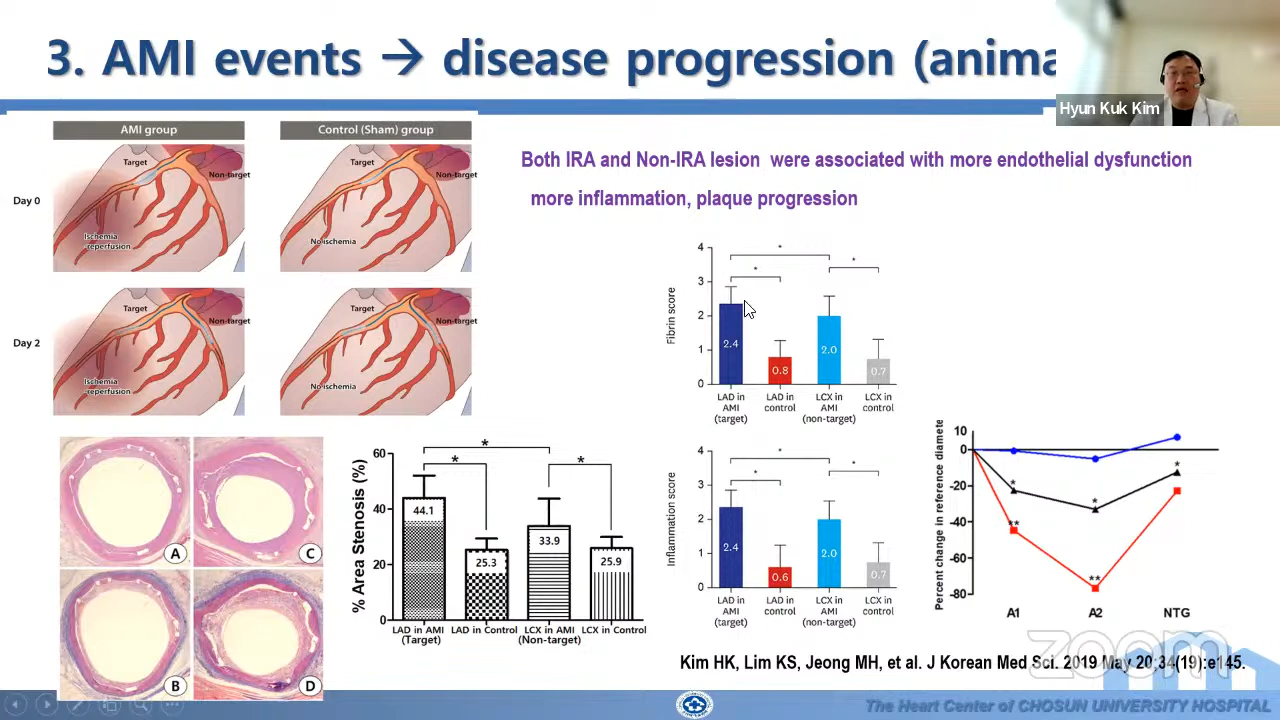 3. AMI events → disease progression (anima
Hyun Kuk Kim
AMI group
Control (Sham) group
Day 0
Target
Non-target
Ischemia
-reperfusion
Target
Non-target
No ischemia
Day 2
Target
Non-target
Ischemia
-reperfusion
Target
Non-target
No ischemia
Both IRA and Non-IRA lesion were associated with more endothelial dysfunction
more inflammation, plaque progression
Fibrin score
4
3
2
1
0
*
*
*
2.4
0.8
2.0
0.7
LAD in AMI (target)
LAD in control
LCX in AMI (non-target)
LCX in control
A
C
B
D
% Area Stenosis (%)
60
40
20
0
*
*
*
44.1
25.3
33.9
25.9
LAD in AMI (Target)
LAD in Control
LCX in AMI (Non-target)
LCX in Control
Inflammation score
4
3
2
1
0
*
*
*
2.4
0.6
2.0
0.7
LAD in AMI (target)
LAD in control
LCX in AMI (non-target)
LCX in control
Percent change in reference diamete
10
0
-20
-40
-60
-80
*
**
*
**
*
A1
A2
NTG
zoom
Kim HK, Lim KS, Jeong MH, et al. J Korean Med Sci. 2019 May 20;34(19):e145.
The Heart Center of CHOSUN UNIVERSITY HOSPITAL